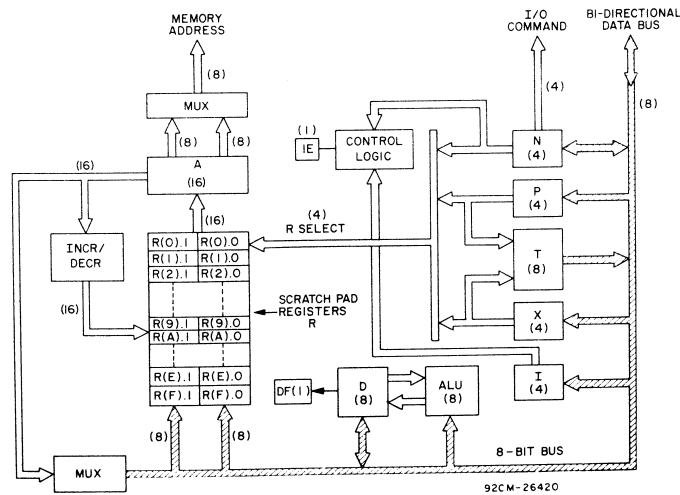 MEMORY
ADDRESS
I/O
COMMAND
BI-DIRECTIONAL
DATA BUS
(8)
MUX
(4)
(8)
(8)
(8)
(1)
IE
CONTROL
LOGIC
N
(4)
(16)
A
(16)
P
(4)
(16)
(4)
R SELECT
INCR/
DECR
R(0).1 R(0).0
R(1).1 R(1).0
R(2).1 R(2).0
T
(8)
(16)
SCRATCH PAD
REGISTERS
R
R(9).1 R(9).0
R(A).1 R(A).0
X
(4)
R(E).1 R(E).0
R(F).1 R(F).0
DF(1)
D
(8)
ALU
(8)
I
(4)
(8)
(8)
8-BIT BUS
MUX
92CM-26420